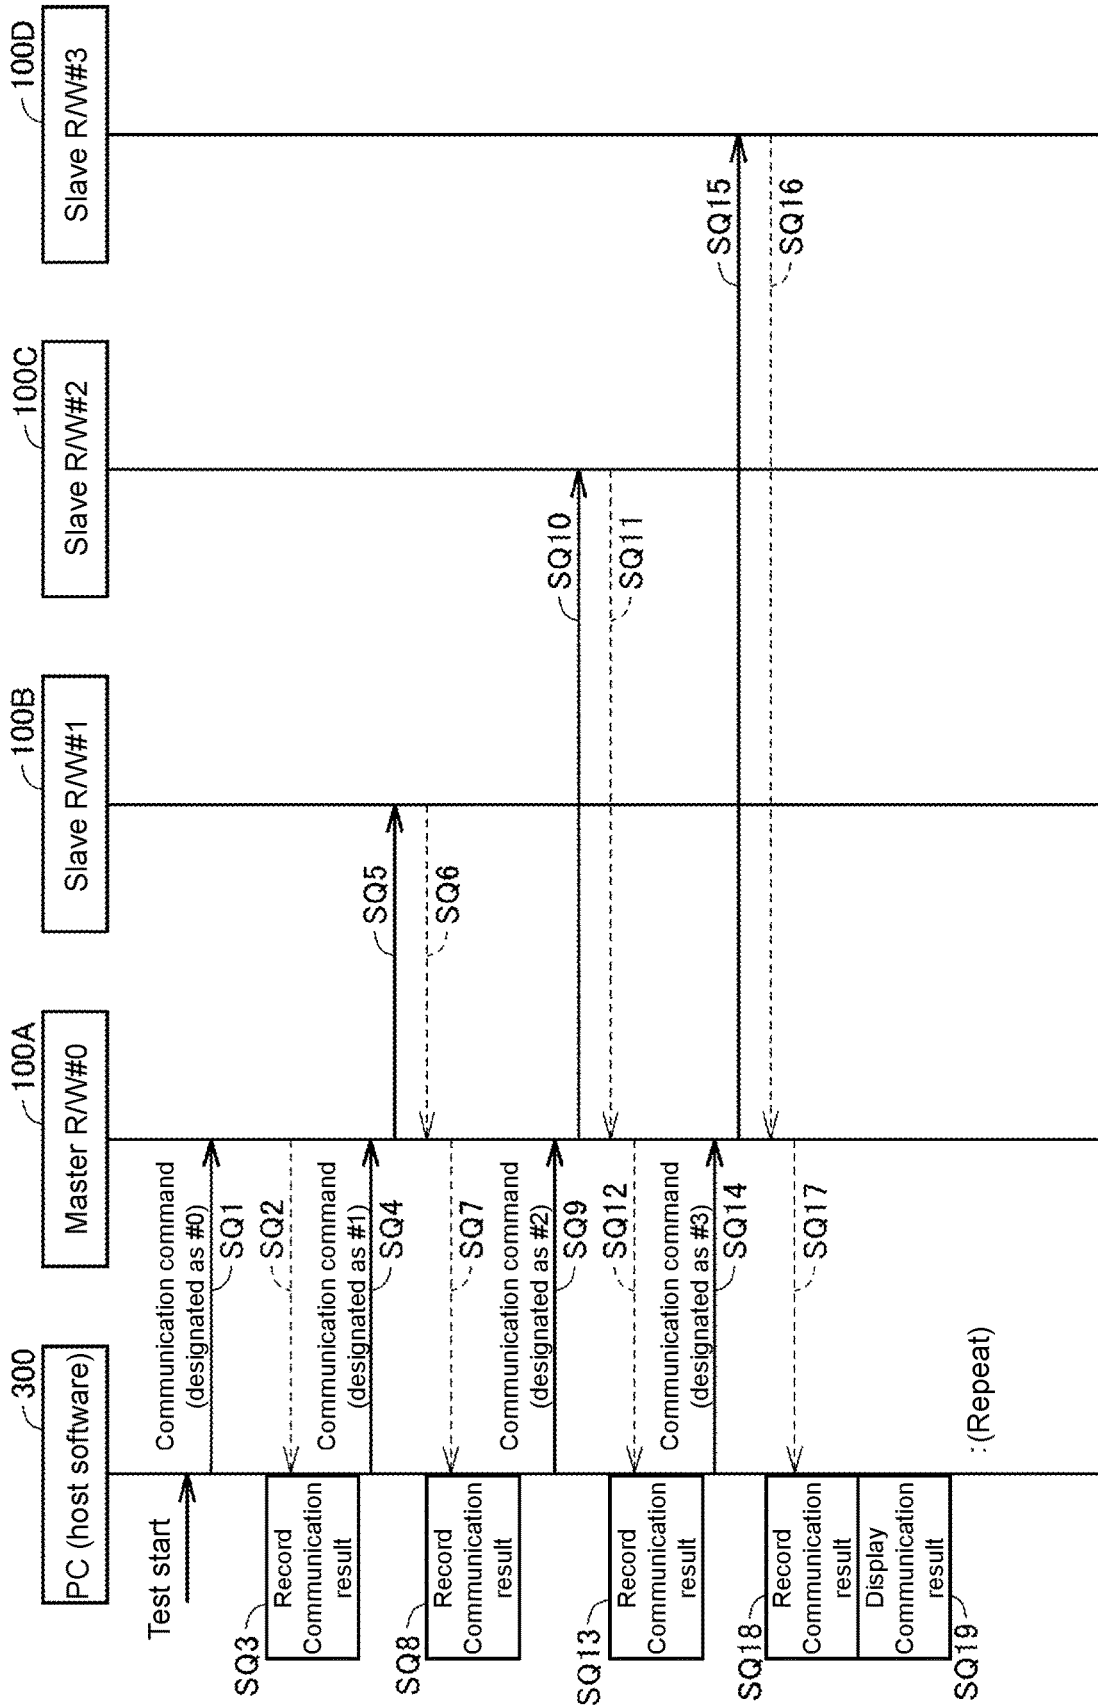 300
PC (host software)
100A
Master R/W#0
100B
Slave R/W#1
100C
Slave R/W#2
100D
Slave R/W#3
Test start
Communication command
(designated as #0)
SQ1
SQ2
SQ3
Record
Communication
result
Communication command
(designated as #1)
SQ4
SQ5
SQ6
SQ7
SQ8
Record
Communication
result
Communication command
(designated as #2)
SQ9
SQ10
SQ11
SQ12
SQ13
Record
Communication
result
Communication command
(designated as #3)
SQ14
SQ15
SQ16
SQ17
SQ18
Record
Communication
result
Display
Communication
result
SQ19
:(Repeat)